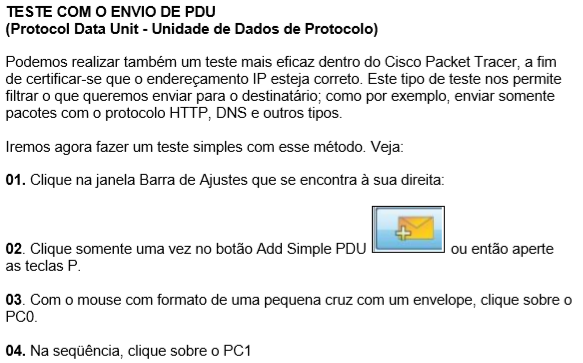 TESTE COM O ENVIO DE PDU
(Protocol Data Unit - Unidade de Dados de Protocolo)
Podemos realizar também um teste mais eficaz dentro do Cisco Packet Tracer, a fim
de certificar-se que o endereçamento IP esteja correto. Este tipo de teste nos permite
filtrar o que queremos enviar para o destinatário; como por exemplo, enviar somente
pacotes com o protocolo HTTP, DNS e outros tipos.
Iremos agora fazer um teste simples com esse método. Veja:
01. Clique na janela Barra de Ajustes que se encontra à sua direita:
02. Clique somente uma vez no botão Add Simple PDU ou então aperte
as teclas P.
03. Com o mouse com formato de uma pequena cruz com um envelope, clique sobre o
PC0.
04. Na seqüência, clique sobre o PC1